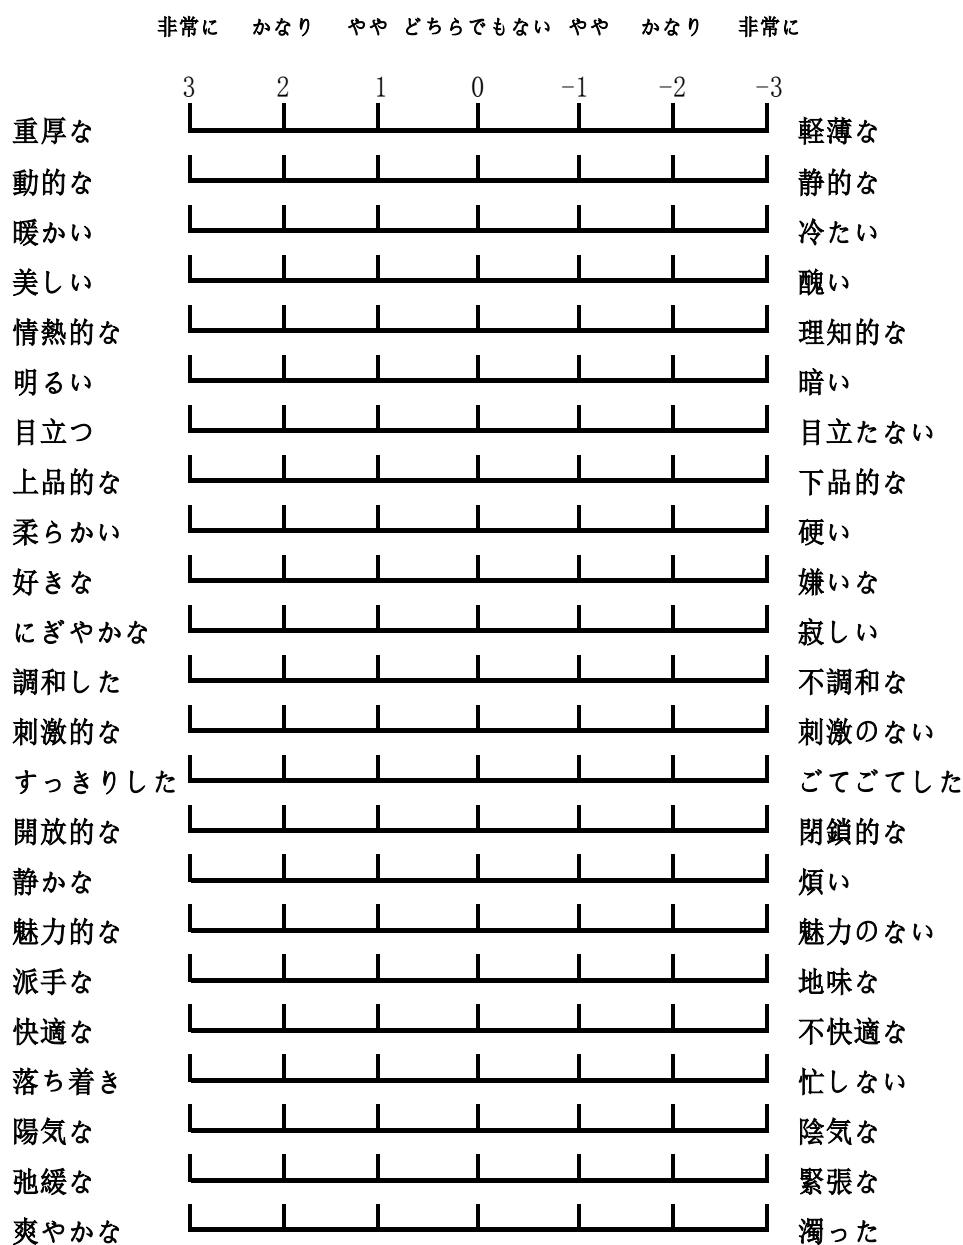 非常に かなり やや どちらでもない やや かなり 非常に
3 2 1 0 -1 -2 -3
重厚な 軽薄な
動的な 静的な
暖かい 冷たい
美しい 醜い
情熱的な 理知的な
明るい 暗い
目立つ 目立たない
上品的な 下品的な
柔らかい 硬い
好きな 嫌いな
にぎやかな 寂しい
調和した 不調和な
刺激的な 刺激のない
すっきりした ごてごてした
開放的な 閉鎖的な
静かな 煩い
魅力的な 魅力のない
派手な 地味な
快適な 不快適な
落ち着き 忙しない
陽気な 陰気な
弛緩な 緊張な
爽やかな 濁った